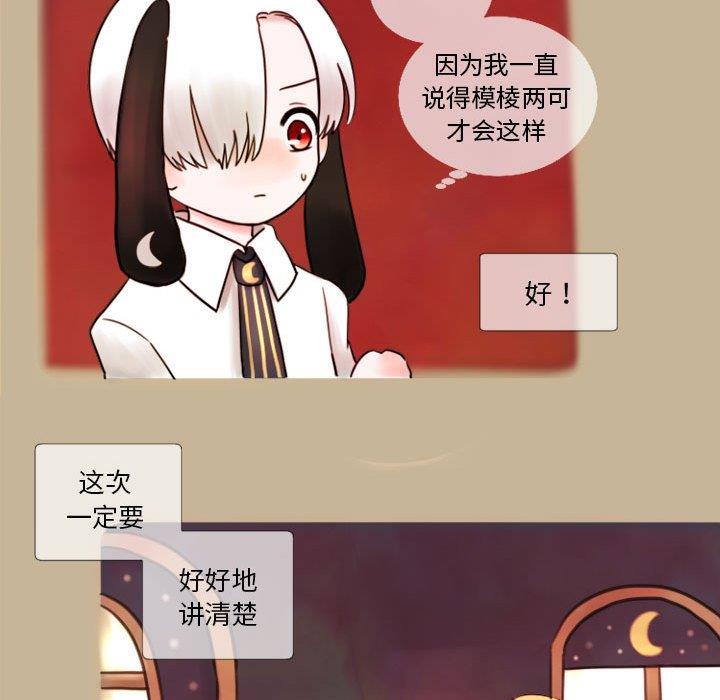 因为我一直
说得模棱两可
才会这样
好！
这次
一定要
好好地
讲清楚